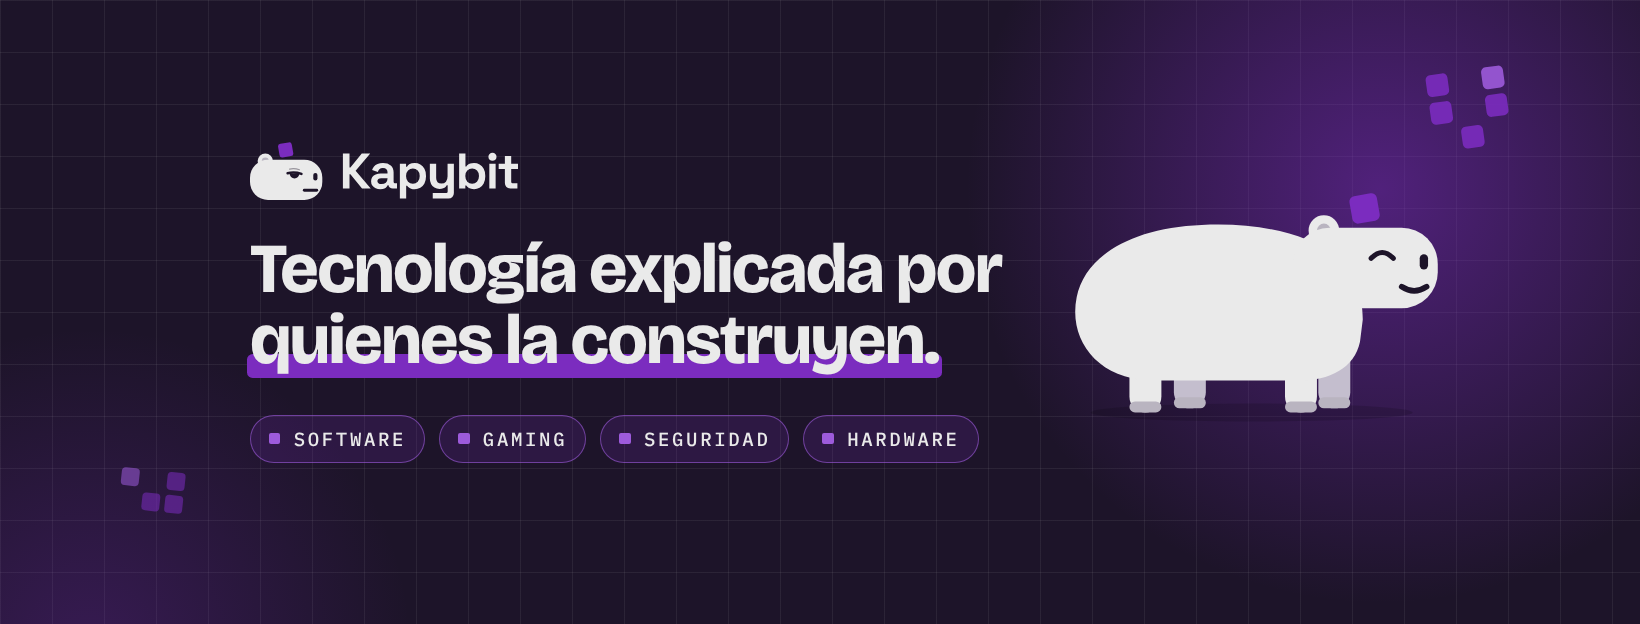 Kapybit
Tecnología explicada por
quienes la construyen.
SOFTWARE GAMING SEGURIDAD HARDWARE